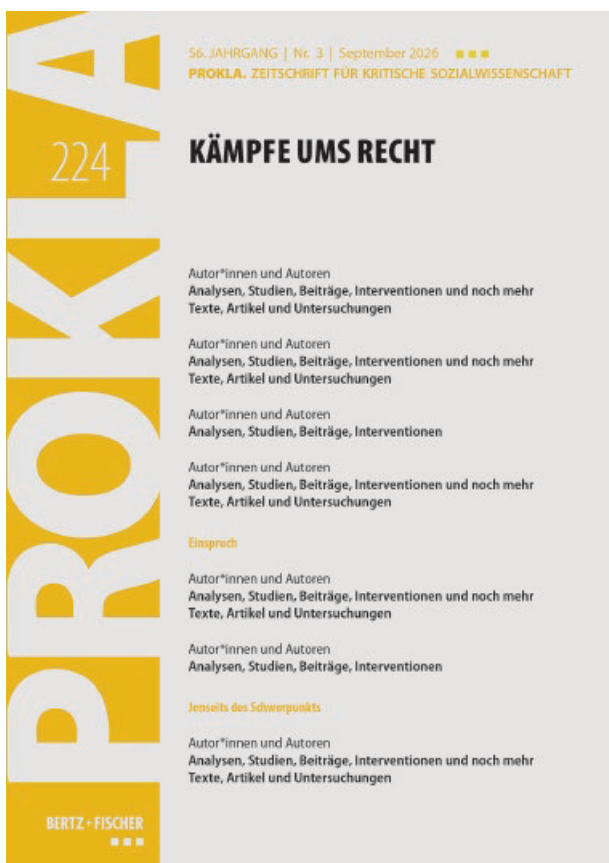 56. JAHRGANG | Nr. 3 | September 2026
PROKLA. ZEITSCHRIFT FÜR KRITISCHE SOZIALWISSENSCHAFT
PROKLA
224
KÄMPFE UMS RECHT
Autor*innen und Autoren
Analysen, Studien, Beiträge, Interventionen und noch mehr
Texte, Artikel und Untersuchungen
Autor*innen und Autoren
Analysen, Studien, Beiträge, Interventionen und noch mehr
Texte, Artikel und Untersuchungen
Autor*innen und Autoren
Analysen, Studien, Beiträge, Interventionen
Autor*innen und Autoren
Analysen, Studien, Beiträge, Interventionen und noch mehr
Texte, Artikel und Untersuchungen
Einspruch
Autor*innen und Autoren
Analysen, Studien, Beiträge, Interventionen und noch mehr
Texte, Artikel und Untersuchungen
Autor*innen und Autoren
Analysen, Studien, Beiträge, Interventionen
Jenseits des Schwerpunkts
Autor*innen und Autoren
Analysen, Studien, Beiträge, Interventionen und noch mehr
Texte, Artikel und Untersuchungen
BERTZ + FISCHER